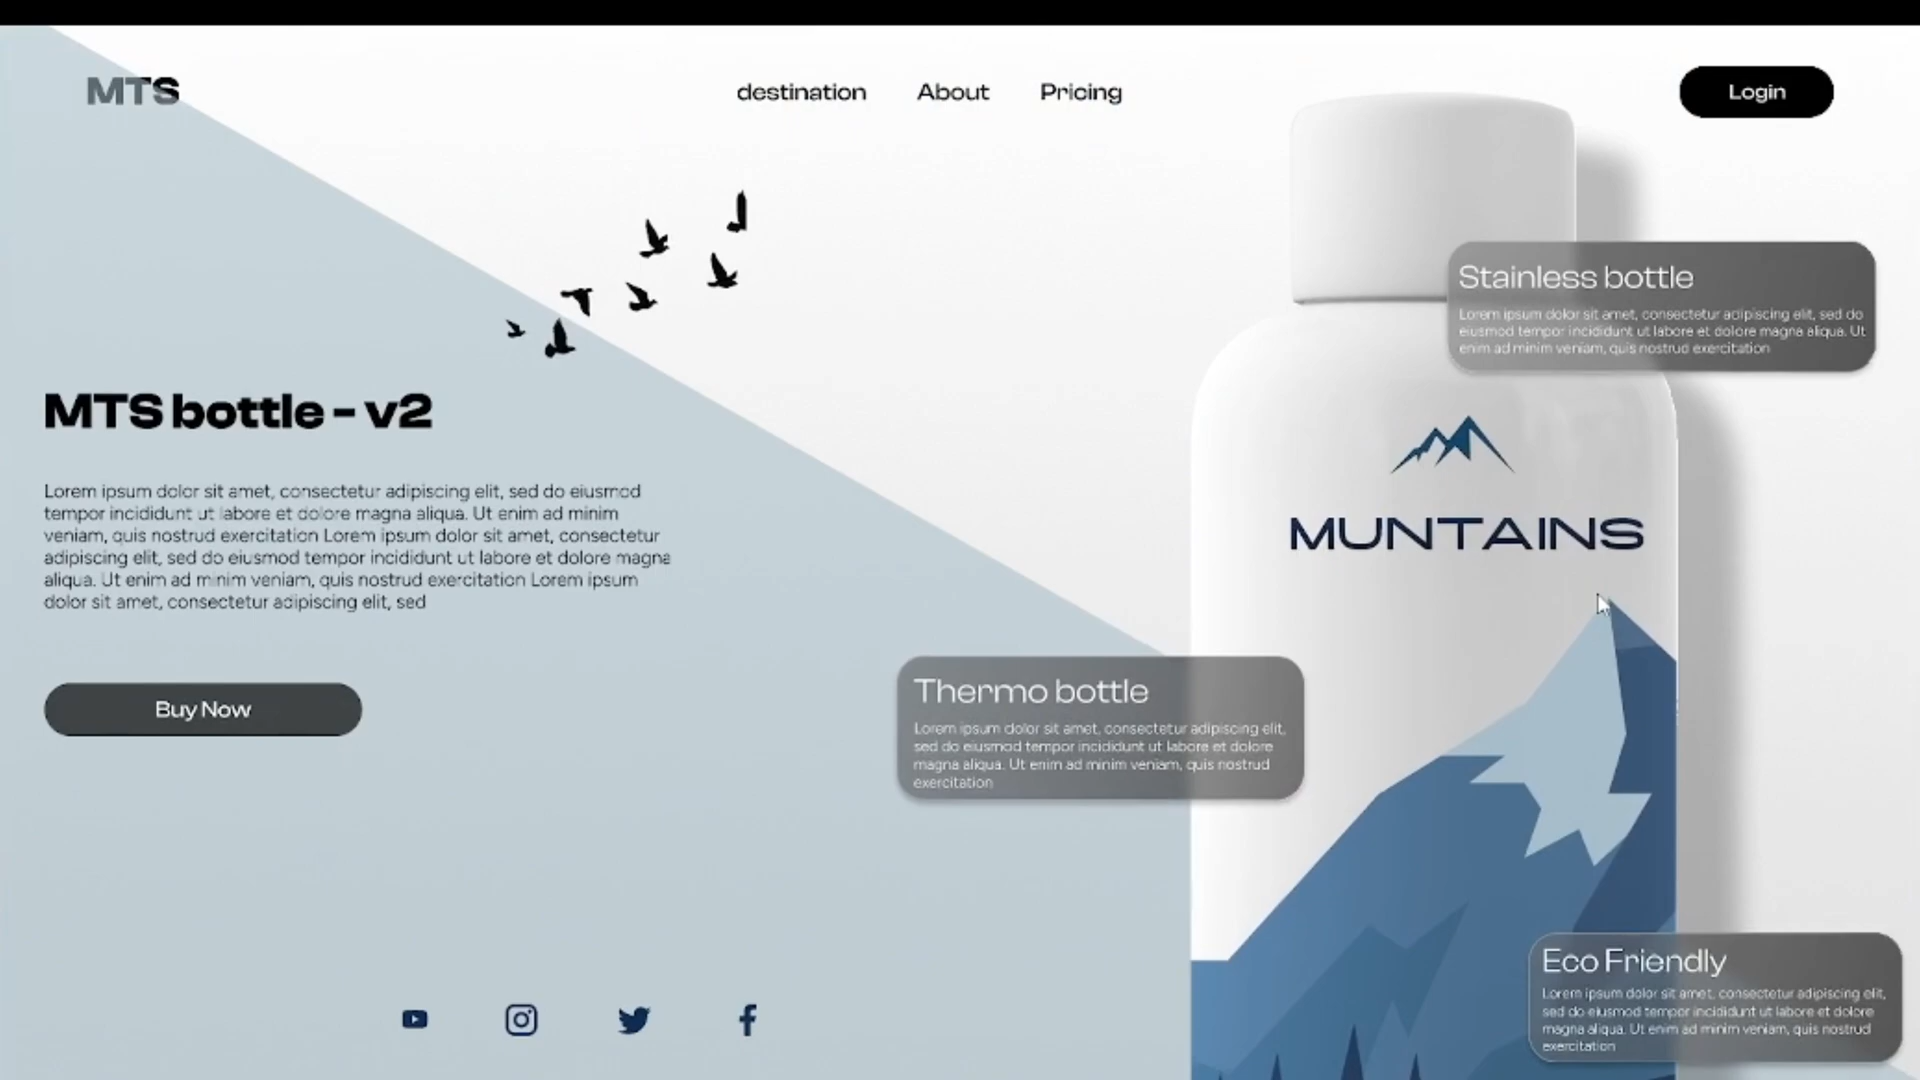 MTS
destination
About
Pricing
Login
Stainless bottle
Lorem ipsum dolor sit amet, consectetur adipiscing elit, sed do
eiusmod tempor incididunt ut labore et dolore magna aliqua. Ut
enim ad minim veniam, quis nostrud exercitation
MTS bottle - v2
Lorem ipsum dolor sit amet, consectetur adipiscing elit, sed do eiusmod
tempor incididunt ut labore et dolore magna aliqua. Ut enim ad minim
veniam, quis nostrud exercitation Lorem ipsum dolor sit amet, consectetur
adipiscing elit, sed do eiusmod tempor incididunt ut labore et dolore magna
aliqua. Ut enim ad minim veniam, quis nostrud exercitation Lorem ipsum
dolor sit amet, consectetur adipiscing elit, sed
Buy Now
MUNTAINS
Thermo bottle
Lorem ipsum dolor sit amet, consectetur adipiscing elit,
sed do eiusmod tempor incididunt ut labore et dolore
magna aliqua. Ut enim ad minim veniam, quis nostrud
exercitation
Eco Friendly
Lorem ipsum dolor sit amet, consectetur adipiscing elit,
sed do eiusmod tempor incididunt ut labore et dolore
magna aliqua. Ut enim ad minim veniam, quis nostrud
exercitation